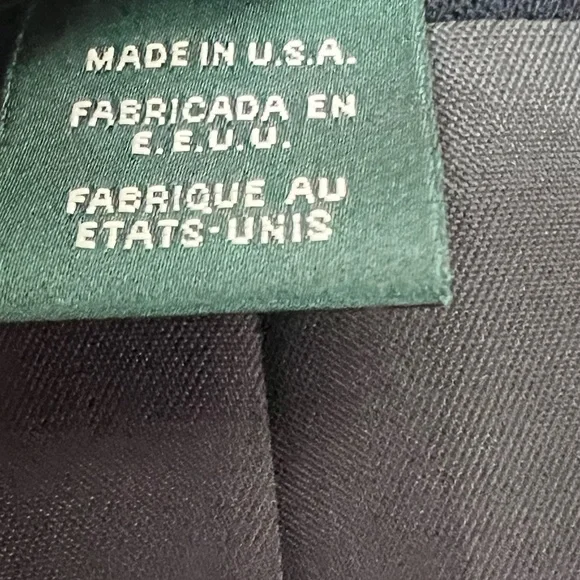 MADE IN U.S.A.
FABRICADA EN
E.E.U.U.
FABRIQUE AU
ETATS-UNIS